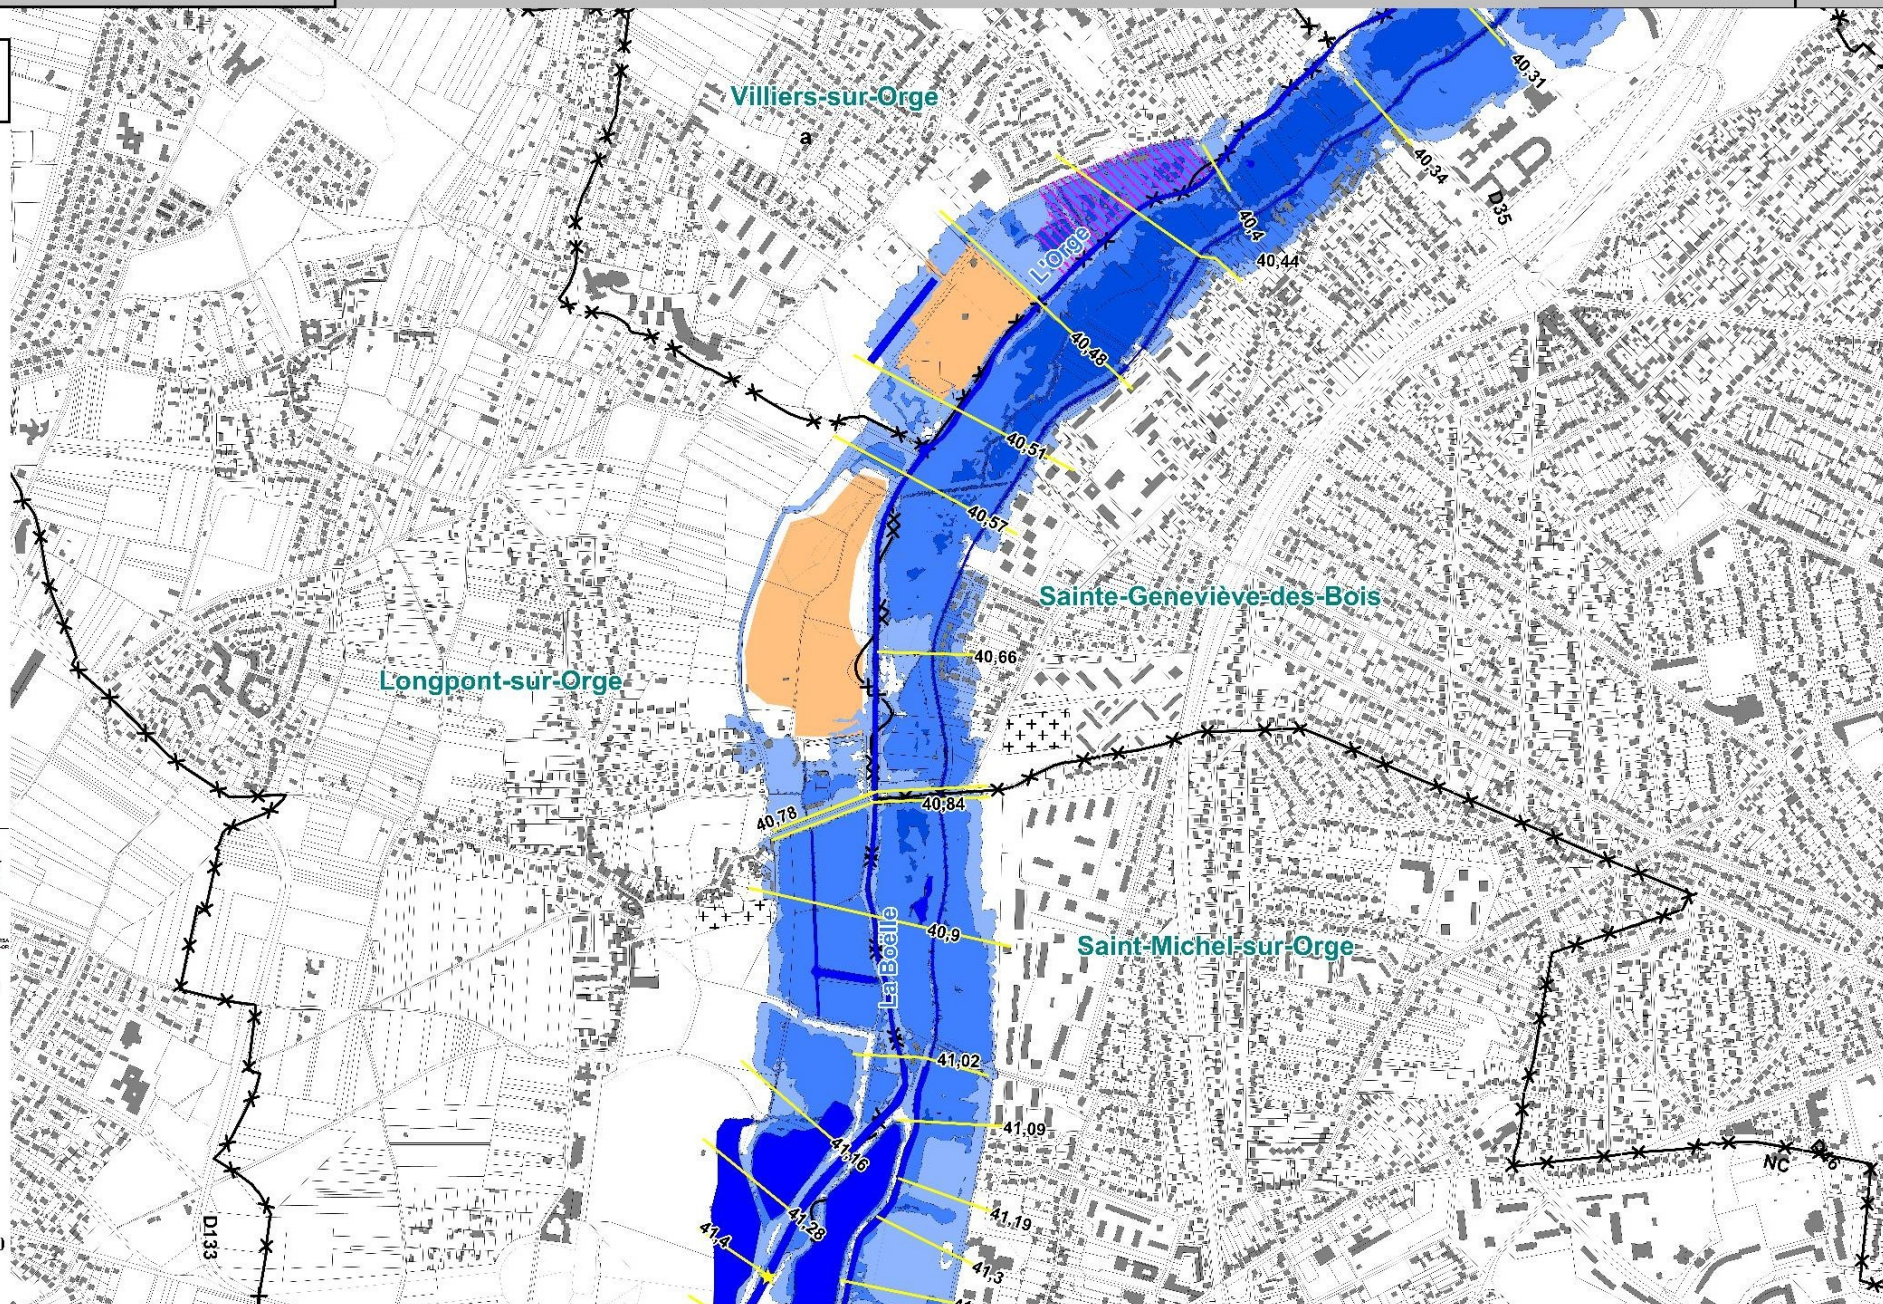 40,31
Villiers-sur-Orge
a
40,34
D35
40,4
L'Orge
40,44
40,48
40,51
40,57
Sainte-Geneviève-des-Bois
40,66
Longpont-sur-Orge
40,84
40,78
40,9
Saint-Michel-sur-Orge
La Boëlle
41,02
41,09
41,16
NC
41,19
41,28
41,4
D133
41,3